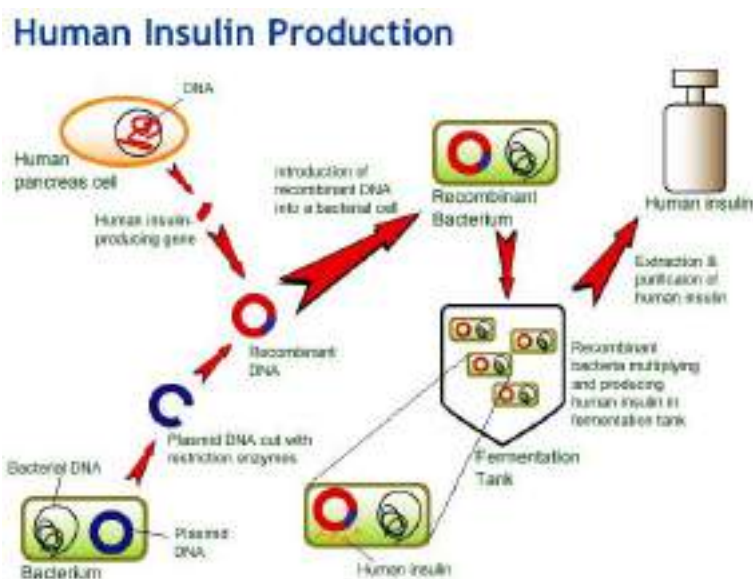 Human Insulin Production
DNA
Human
pancreas cell
Human insulin-
producing gene
Introduction of
recombinant DNA
into a bacterial cell
Recombinant
Bacterium
Human insulin
Extraction &
purificaion of
human insulin
Recombinant
DNA
Recombinant
bacteria multiplying
and producing
human insulin in
fermentation tank
Plasmid DNA cut with
restriction enzymes
Fermentation
Tank
Bacterial DNA
Plasmid
DNA
Bacterium
Human insulin